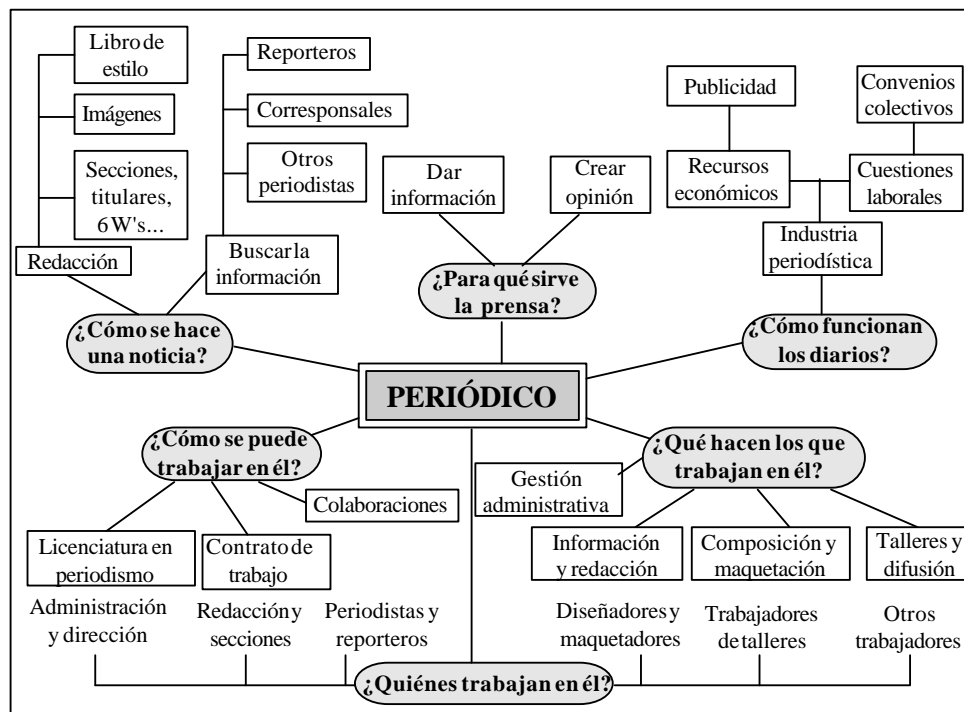 Libro de
estilo
Imágenes
Secciones,
titulares,
6 W's...
Redacción
Reporteros
Corresponsales
Otros
periodistas
Buscar la
información
¿Cómo se hace
una noticia?
Dar
información
Crear
opinión
¿Para qué sirve
la prensa?
Publicidad
Convenios
colectivos
Recursos
económicos
Cuestiones
laborales
Industria
periodística
¿Cómo funcionan
los diarios?
PERIÓDICO
¿Cómo se puede
trabajar en él?
Colaboraciones
Licenciatura en
periodismo
Contrato de
trabajo
¿Qué hacen los que
trabajan en él?
Gestión
administrativa
Información
y redacción
Composición y
maquetación
Talleres y
difusión
Administración
y dirección
Redacción y
secciones
Periodistas y
reporteros
Diseñadores y
maquetadores
Trabajadores
de talleres
Otros
trabajadores
¿Quiénes trabajan en él?